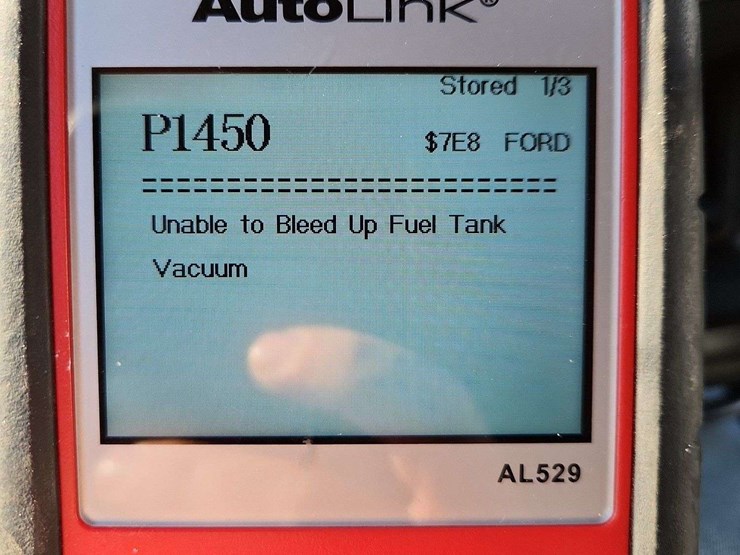 AutoLink®
Stored 1/3
P1450
$7E8 FORD
===========================
Unable to Bleed Up Fuel Tank
Vacuum
AL529